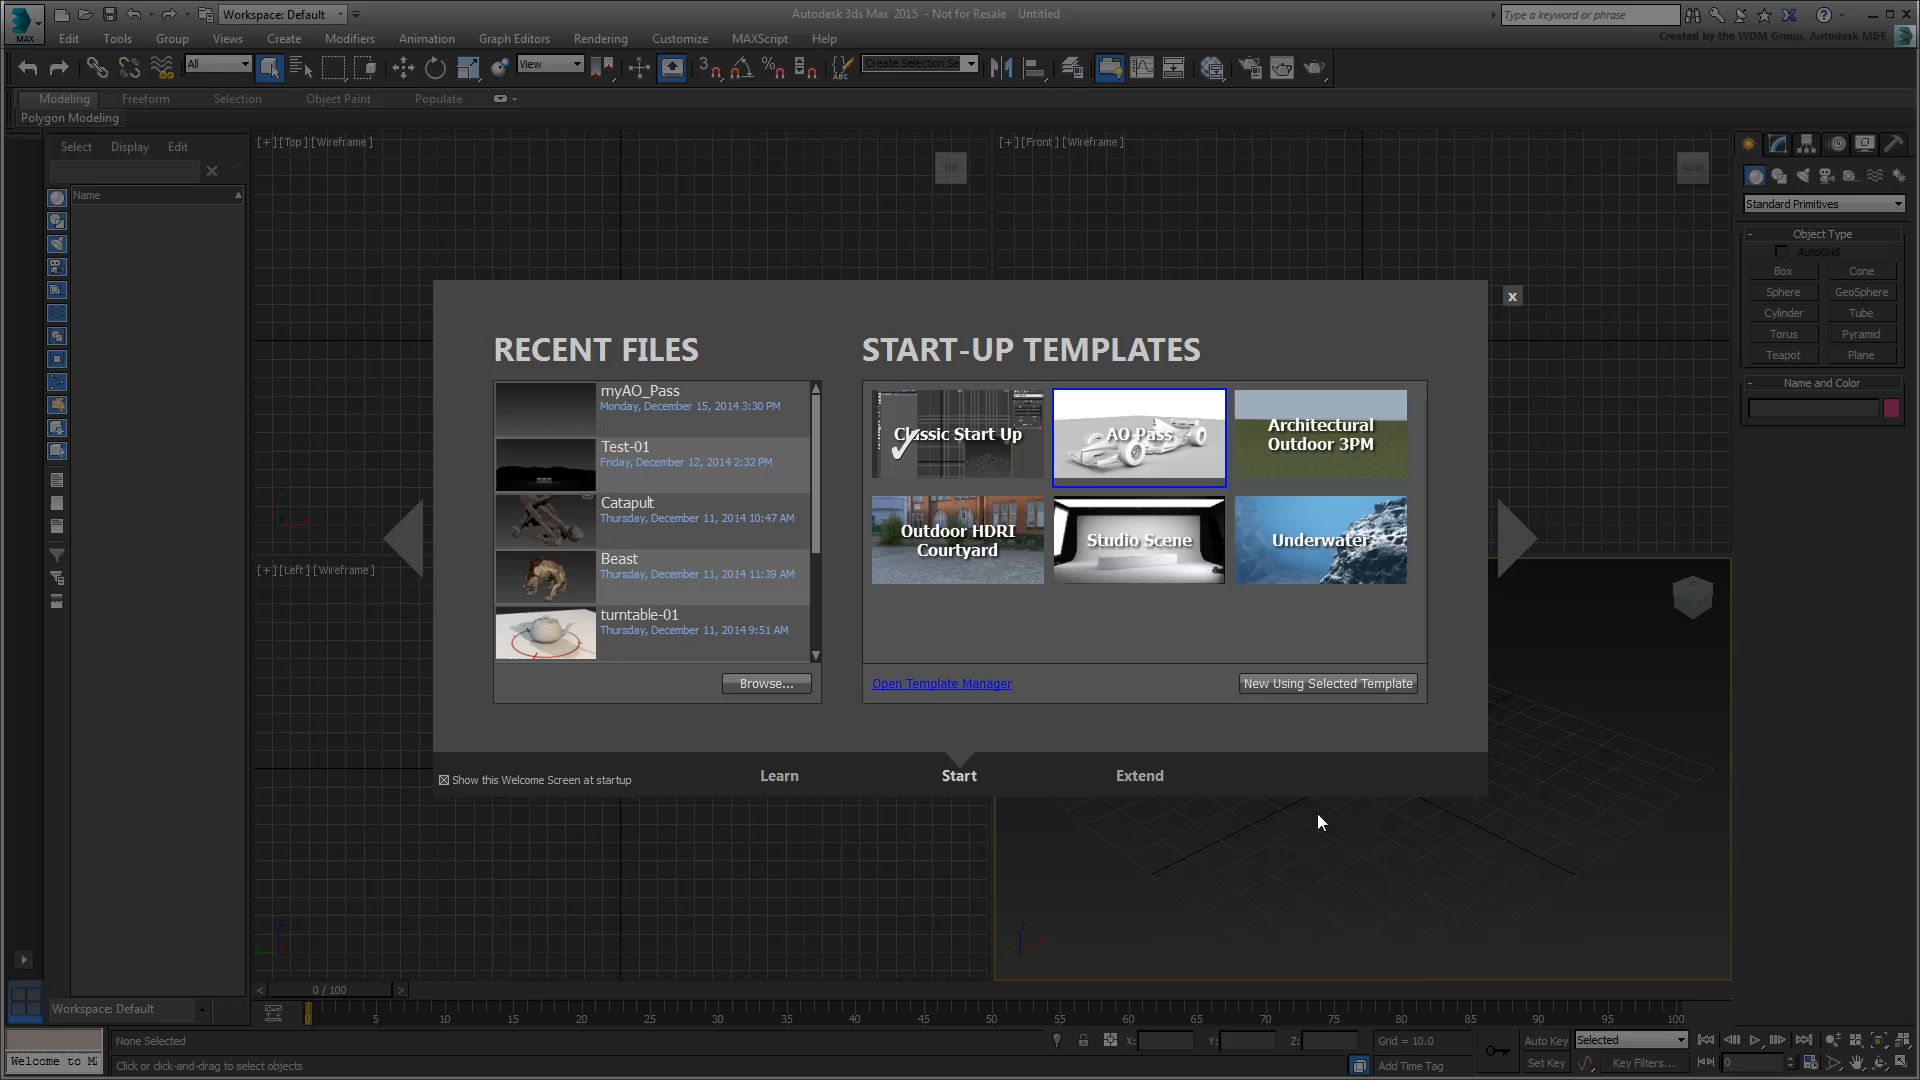 Workspace: Default
Autodesk 3ds Max 2015 - Not for Resale Untitled
Type a keyword or phrase
MAX
Edit Tools Group Views Create Modifiers Animation Graph Editors Rendering Customize MAXScript Help
Created by the WDM Group, Autodesk M&E
All
View
3
ABC
Create Selection Se
Modeling Freeform Selection Object Paint Populate
Polygon Modeling
Select Display Edit
Name
[+][Top][Wireframe]
[+][Front][Wireframe]
[+][Left][Wireframe]
TOP
FRONT
Standard Primitives
- Object Type
AutoGrid
Box Cone
Sphere GeoSphere
Cylinder Tube
Torus Pyramid
Teapot Plane
- Name and Color
x
RECENT FILES
myAO_Pass
Monday, December 15, 2014 3:30 PM
Test-01
Friday, December 12, 2014 2:32 PM
Catapult
Thursday, December 11, 2014 10:47 AM
Beast
Thursday, December 11, 2014 11:39 AM
turntable-01
Thursday, December 11, 2014 9:51 AM
Browse...
START-UP TEMPLATES
Classic Start Up
AO Pass
Architectural
Outdoor 3PM
Outdoor HDRI
Courtyard
Studio Scene
Underwater
Open Template Manager
New Using Selected Template
Show this Welcome Screen at startup
Learn Start Extend
< 0 / 100 >
Workspace: Default
0 5 10 15 20 25 30 35 40 45 50 55 60 65 70 75 80 85 90 95 100
None Selected
X: Y: Z:
Grid = 10.0
Auto Key Selected
Welcome to M
Click or click-and-drag to select objects
Add Time Tag
Set Key Key Filters...
0